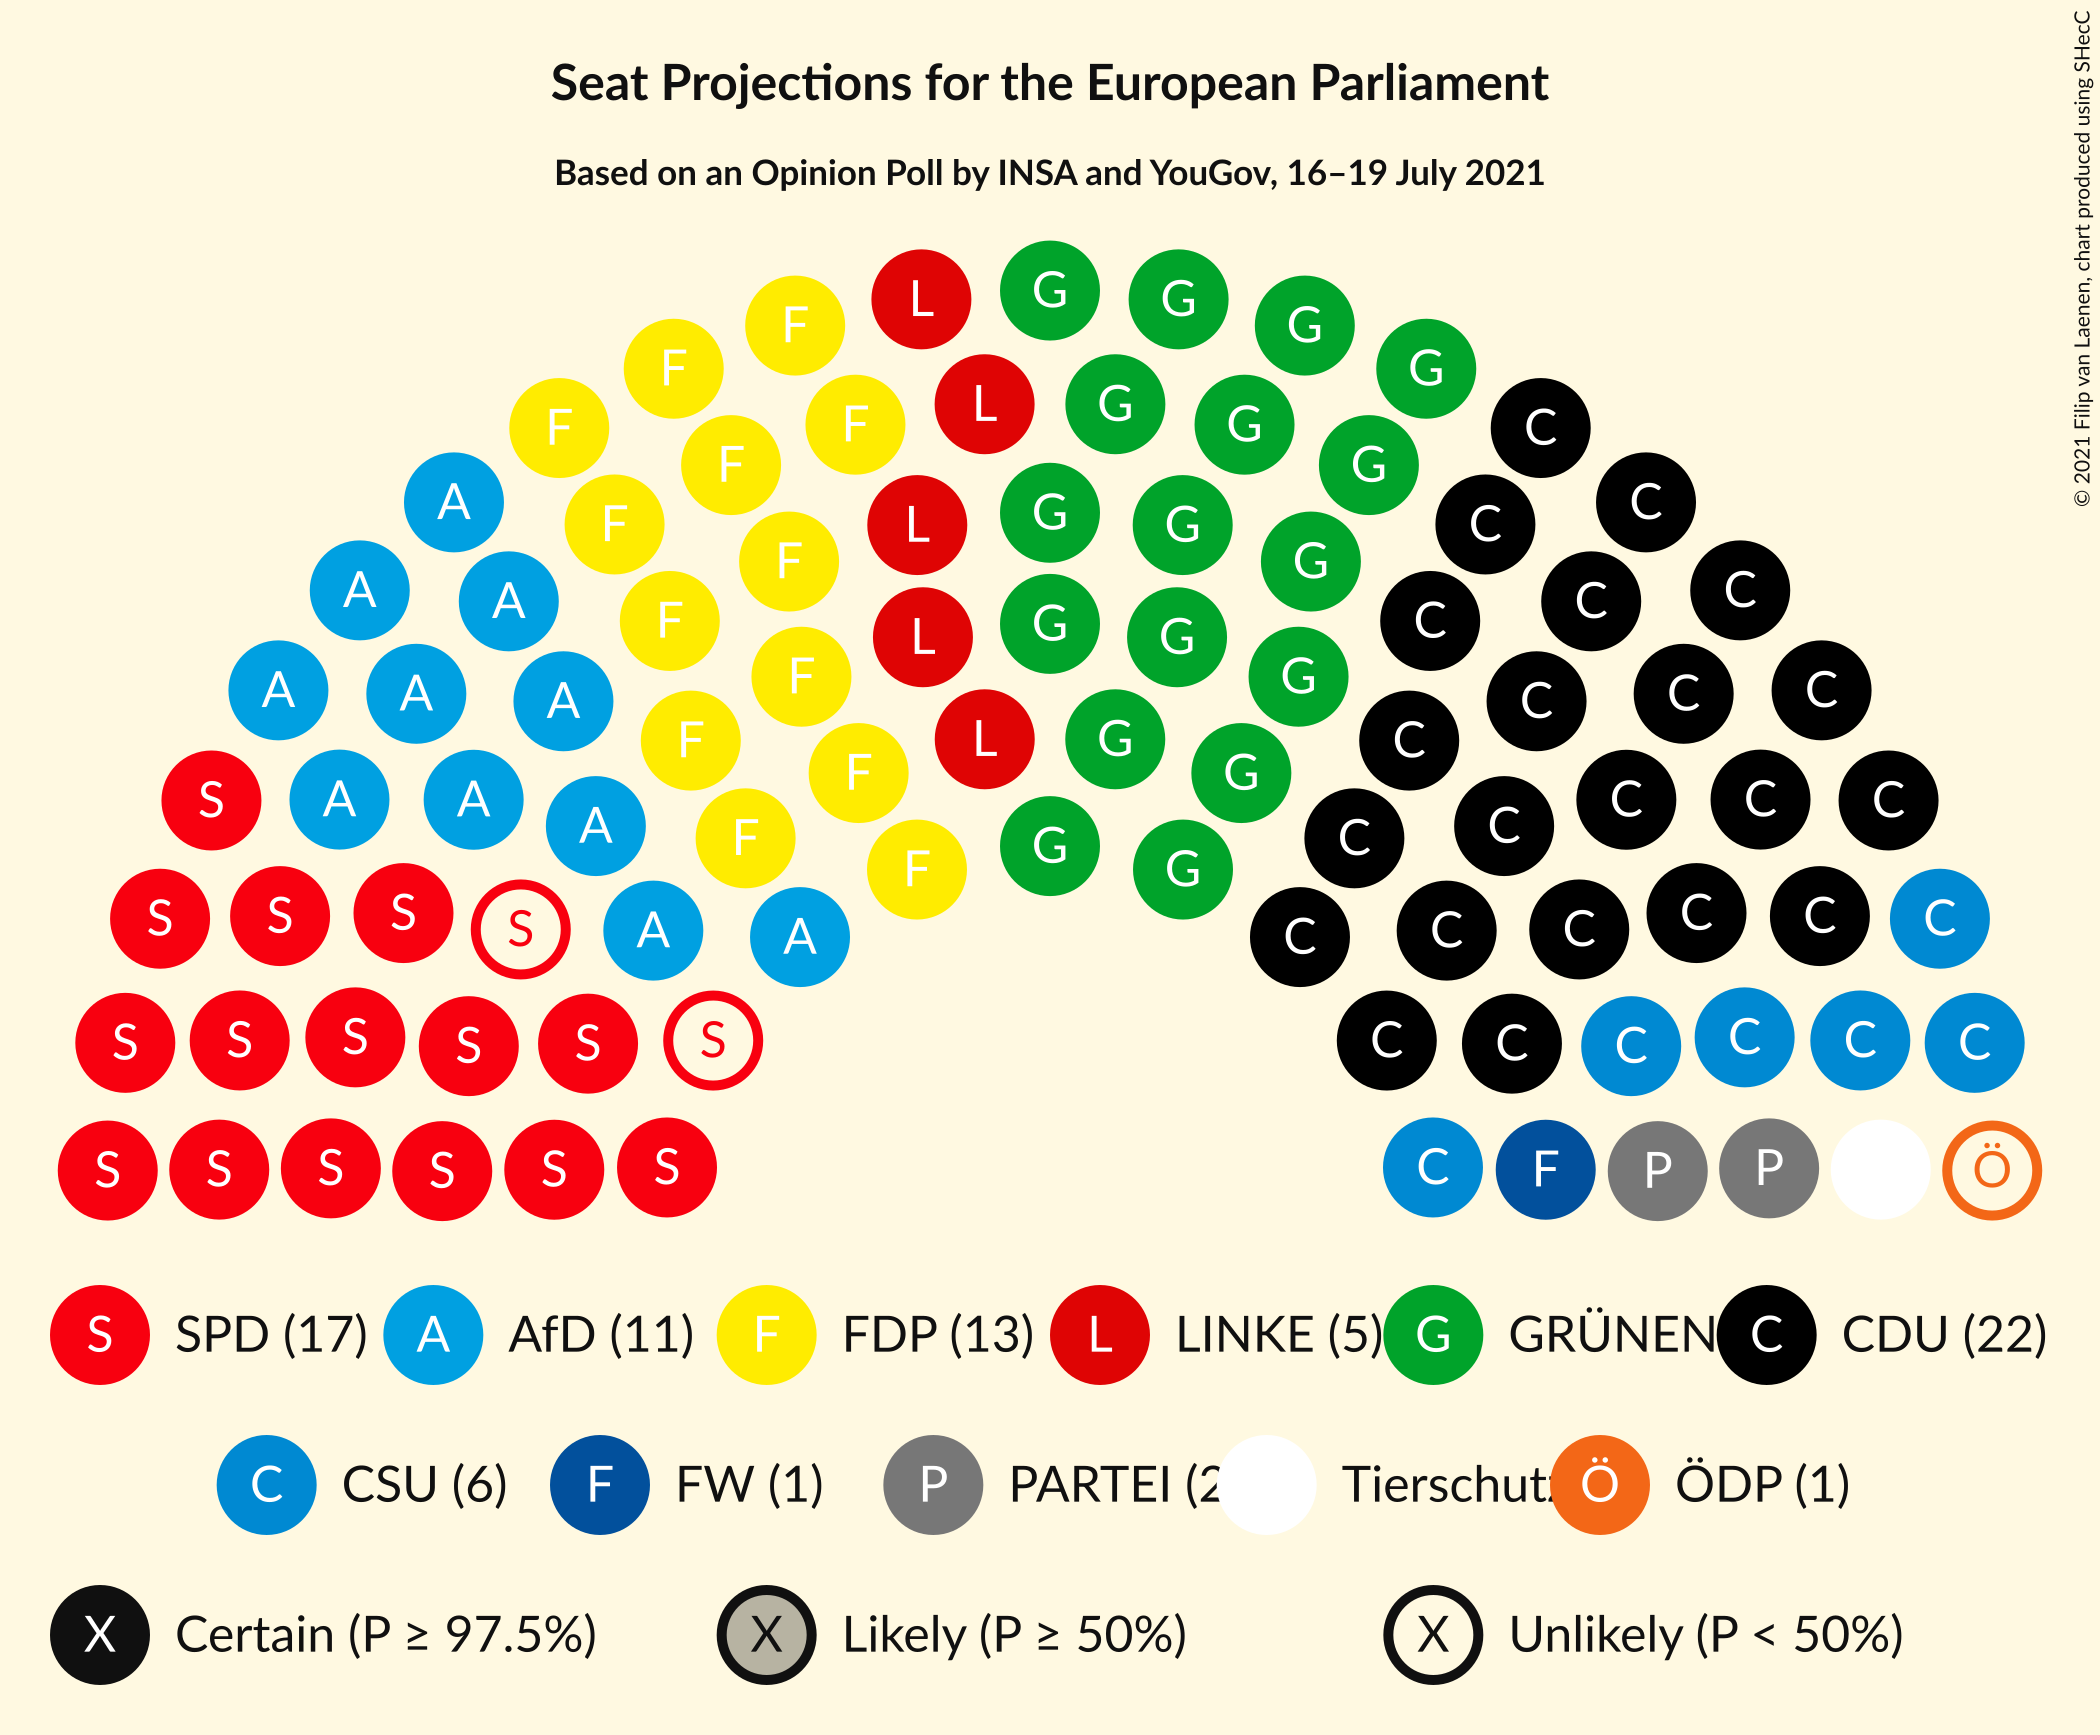 Seat Projections for the European Parliament
Based on an Opinion Poll by INSA and YouGov, 16–19 July 2021
© 2021 Filip van Laenen, chart produced using SHecC
L G G G
F F G
F L G G C
F F G
A F L G G C C
F F G C
A A F L G G C C C
F G
A A A F L G C C C C
F F G C
S A A A F G G C C C C C
S S S S A A C C C C C C
S S S S S S C C C C C C
S S S S S S C F P P Ö
S SPD (17) A AfD (11) F FDP (13) L LINKE (5) G GRÜNEN C CDU (22)
C CSU (6) F FW (1) P PARTEI (2 Tierschutz Ö ÖDP (1)
X Certain (P ≥ 97.5%) X Likely (P ≥ 50%) X Unlikely (P < 50%)